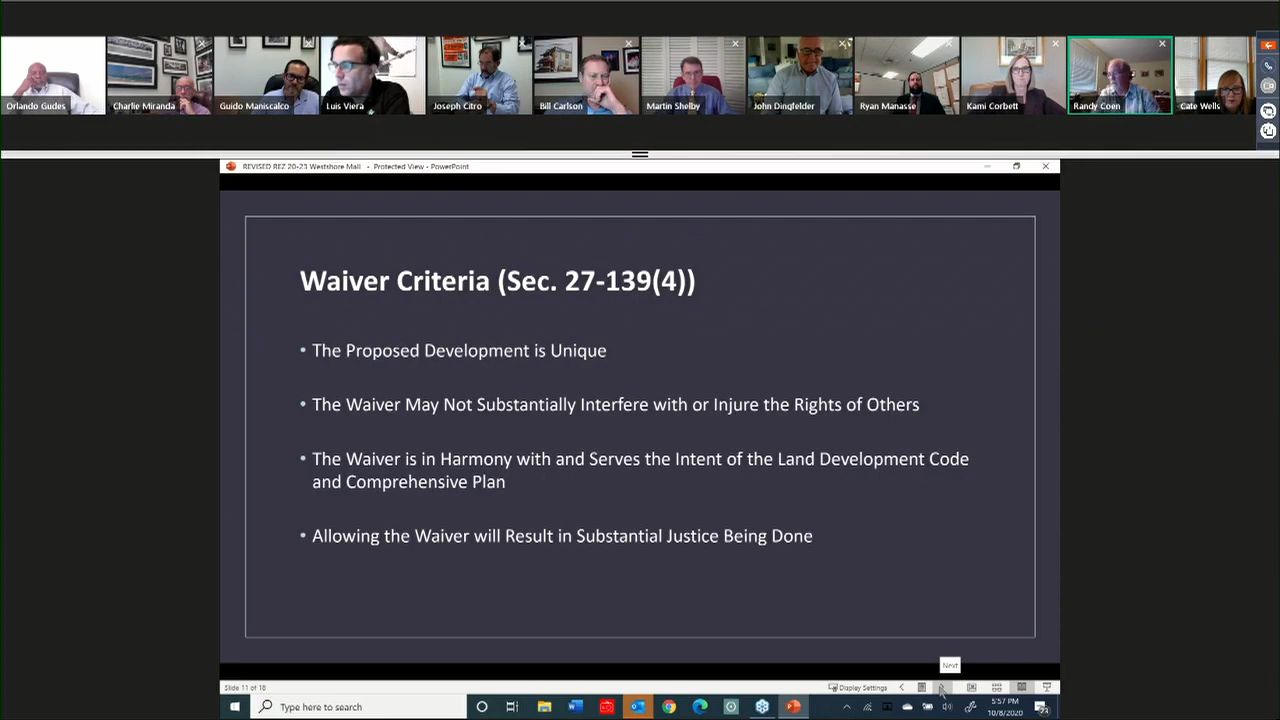 Orlando Gudes
Charlie Miranda
Guido Maniscalco
Luis Viera
Joseph Citro
Bill Carlson
Martin Shelby
John Dingfelder
Ryan Manasse
Kami Corbett
Randy Coen
Cate Wells
REVISED REZ 20-23 Westshore Mall - Protected View - PowerPoint
Waiver Criteria (Sec. 27-139(4))
• The Proposed Development is Unique
• The Waiver May Not Substantially Interfere with or Injure the Rights of Others
• The Waiver is in Harmony with and Serves the Intent of the Land Development Code
and Comprehensive Plan
• Allowing the Waiver will Result in Substantial Justice Being Done
Next
Slide 11 of 18
Display Settings
Type here to search
5:57 PM
10/8/2020
23